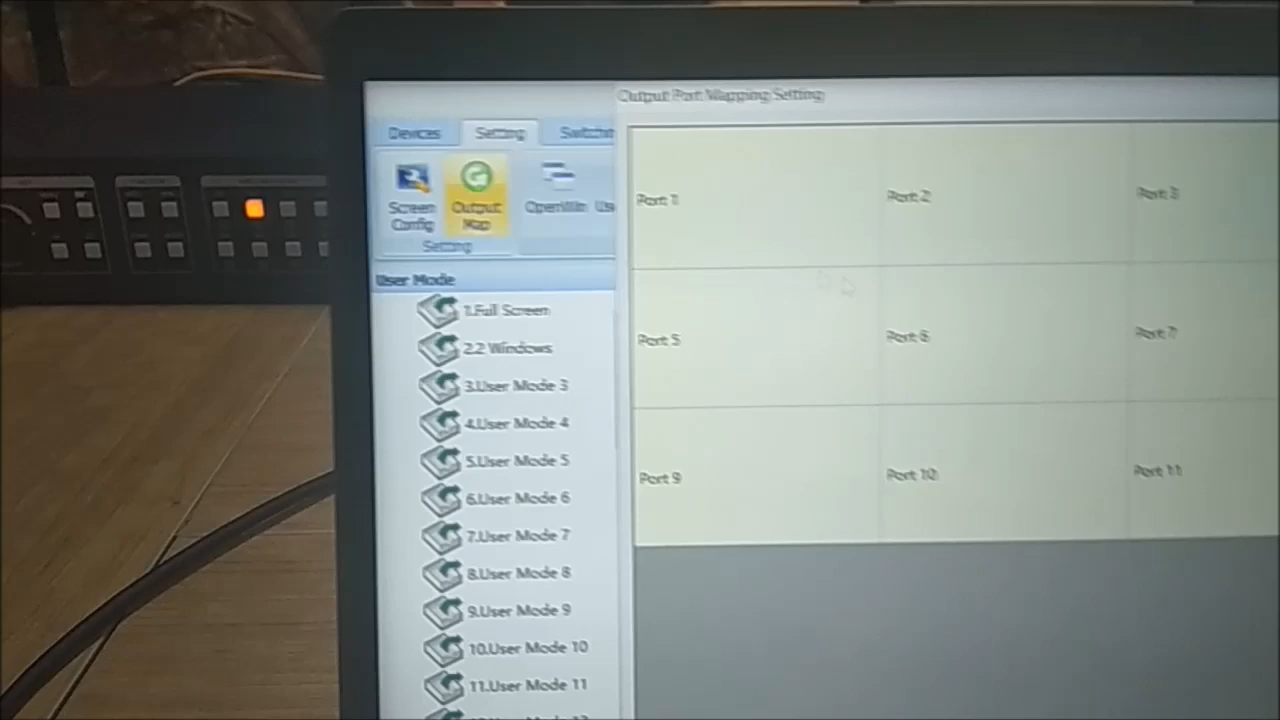 Output Port Mapping Setting
Devices Setting
Screen Config
Output Map
OpenWin
Setting
User Mode
1.Full Screen
2.2 Windows
3.User Mode 3
4.User Mode 4
5.User Mode 5
6.User Mode 6
7.User Mode 7
8.User Mode 8
9.User Mode 9
10.User Mode 10
11.User Mode 11
Port 1 Port 2 Port 3
Port 5 Port 6 Port 7
Port 9 Port 10 Port 11